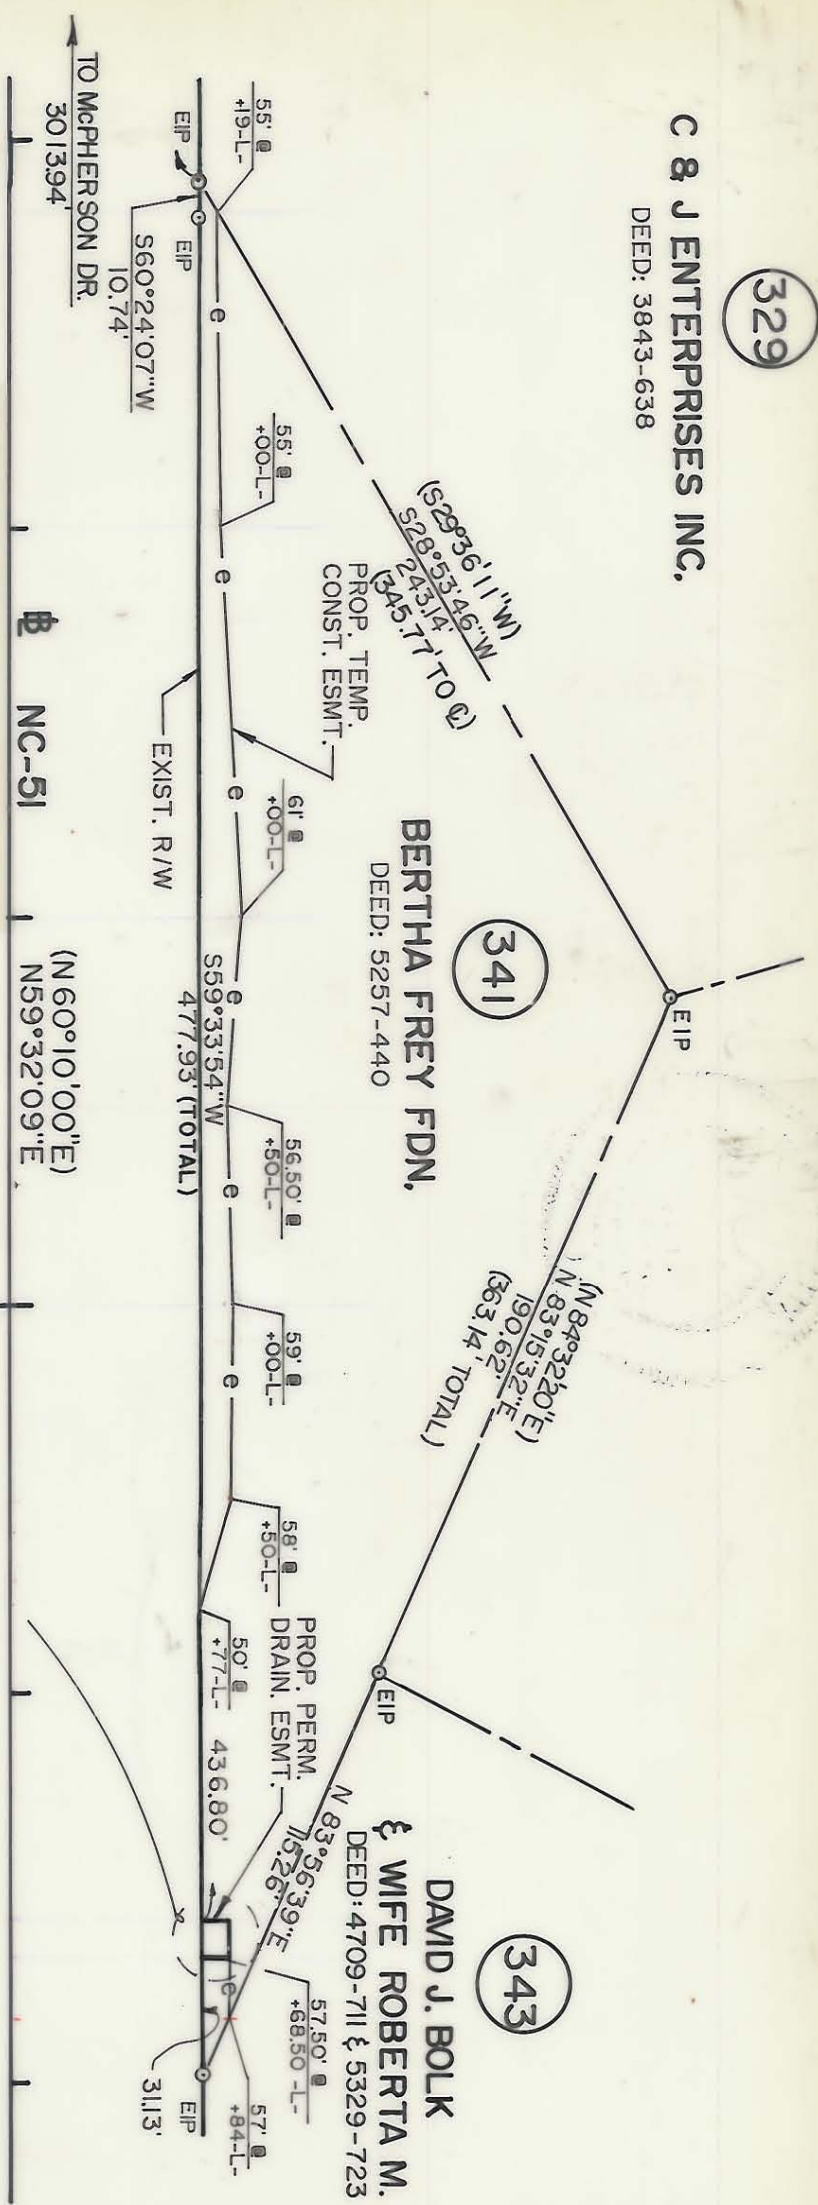 329
C & J ENTERPRISES INC.
DEED: 3843-638
55' @
+19-L-
EIP
EIP
TO McPHERSON DR.
3013.94'
S60°24'07"W
10.74'
e
55' @
+00-L-
e
(S29°36'11"W)
S28°53'46"W
243.14'
(345.77' TO ℄)
PROP. TEMP.
CONST. ESMT.
EXIST. R/W
e
61' @
+00-L-
NC-51
341
BERTHA FREY FDN.
DEED: 5257-440
EIP
e
S59°33'54"W
477.93' (TOTAL)
(N60°10'00"E)
N59°32'09"E
56.50' @
+50-L-
e
59' @
+00-L-
e
(N84°32'20"E)
N 83°15'32"E
190.62'
(363.14' TOTAL)
58' @
+50-L-
50' @
+77-L-
EIP
PROP. PERM.
DRAIN. ESMT.
436.80'
N 83°56'39"E
115.26'
343
DAVID J. BOLK
& WIFE ROBERTA M.
DEED: 4709-711 & 5329-723
57.50' @
+68.50 -L-
e
57' @
+84-L-
EIP
31.13'